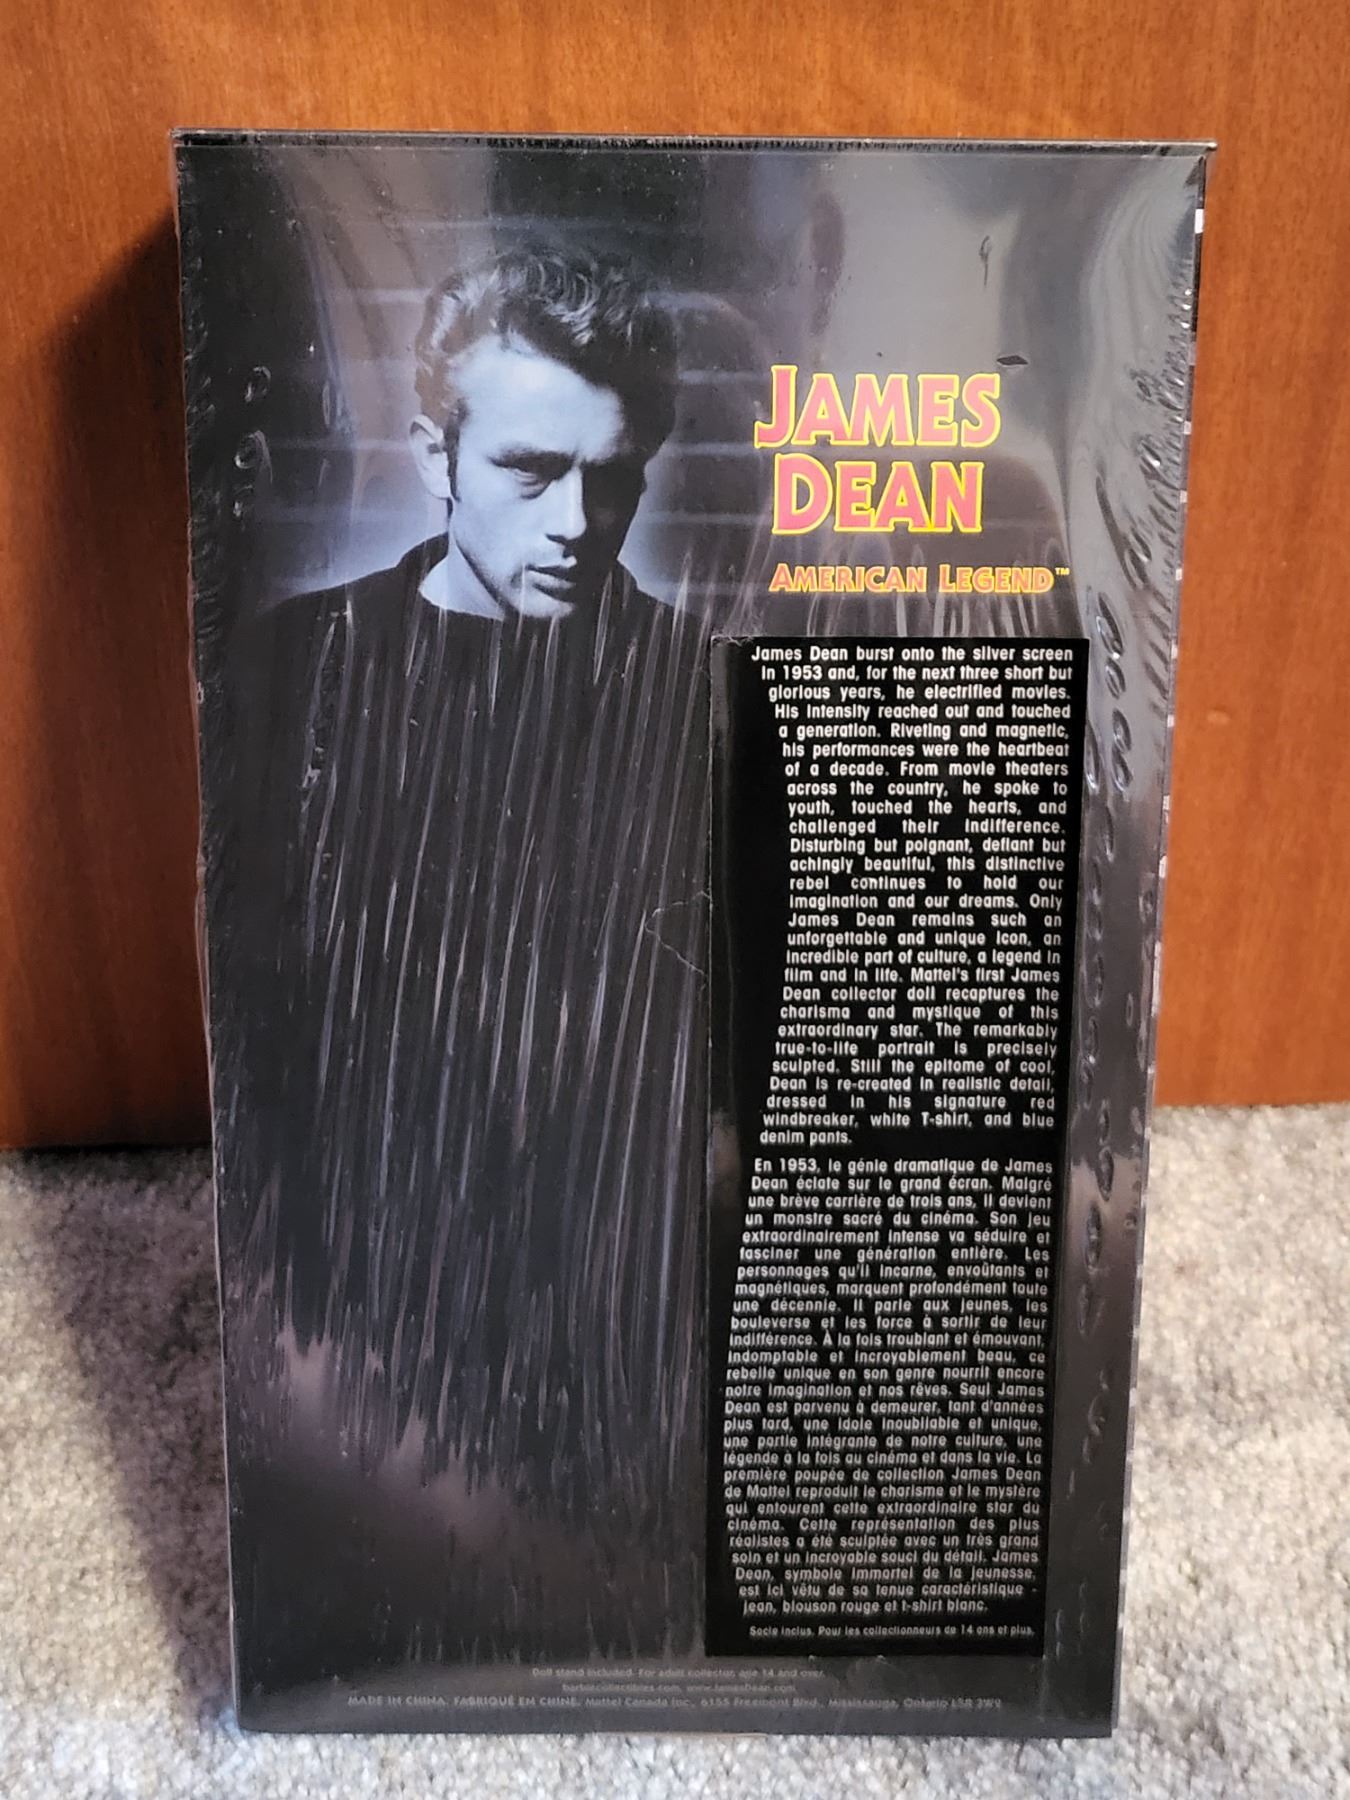 JAMES
DEAN
AMERICAN LEGEND™
James Dean burst onto the silver screen
in 1953 and, for the next three short but
glorious years, he electrified movies.
His intensity reached out and touched
a generation. Riveting and magnetic,
his performances were the heartbeat
of a decade. From movie theaters
across the country, he spoke to
youth, touched the hearts, and
challenged their indifference.
Disturbing but poignant, defiant but
achingly beautiful, this distinctive
rebel continues to hold our
imagination and our dreams. Only
James Dean remains such an
unforgettable and unique icon, an
incredible part of culture, a legend in
film and in life. Mattel's first James
Dean collector doll recaptures the
charisma and mystique of this
extraordinary star. The remarkably
true-to-life portrait is precisely
sculpted. Still the epitome of cool,
Dean is re-created in realistic detail,
dressed in his signature red
windbreaker, white T-shirt, and blue
denim pants.
En 1953, le génie dramatique de James
Dean éclate sur le grand écran. Malgré
une brève carrière de trois ans, il devient
un monstre sacré du cinéma. Son jeu
extraordinairement intense va séduire et
fasciner une génération entière. Les
personnages qu'il incarne, envoûtants et
magnétiques, marquent profondément toute
une décennie. Il parle aux jeunes, les
bouleverse et les force à sortir de leur
indifférence. À la fois troublant et émouvant,
indomptable et incroyablement beau, ce
rebelle unique en son genre nourrit encore
notre imagination et nos rêves. Seul James
Dean est parvenu à demeurer, tant d'années
plus tard, une idole inoubliable et unique,
une partie intégrante de notre culture, une
légende à la fois au cinéma et dans la vie. La
première poupée de collection James Dean
de Mattel reproduit le charisme et le mystère
qui entourent cette extraordinaire star du
cinéma. Cette représentation des plus
réalistes a été sculptée avec un très grand
soin et un incroyable souci du détail. James
Dean, symbole immortel de la jeunesse,
est ici vêtu de sa tenue caractéristique -
jean, blouson rouge et t-shirt blanc.
Socle inclus. Pour les collectionneurs de 14 ans et plus.
Doll stand included. For adult collector, age 14 and over.
barbiecollectibles.com, www.JamesDean.com
MADE IN CHINA. FABRIQUÉ EN CHINE. Mattel Canada Inc., 6155 Freemont Blvd., Mississauga, Ontario L5R 3W2